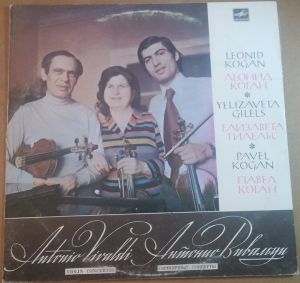 LEONID
KOGAN
ЛЕОНИД
КОГАН
YELIZAVETA
GILELS
ЕЛИЗАВЕТА
ГИЛЕЛЬС
PAVEL
KOGAN
ПАВЕЛ
КОГАН
Antonio Vivaldi Антонио Вивальди
VIOLIN CONCERTOS СКРИПИЧНЫЕ КОНЦЕРТЫ